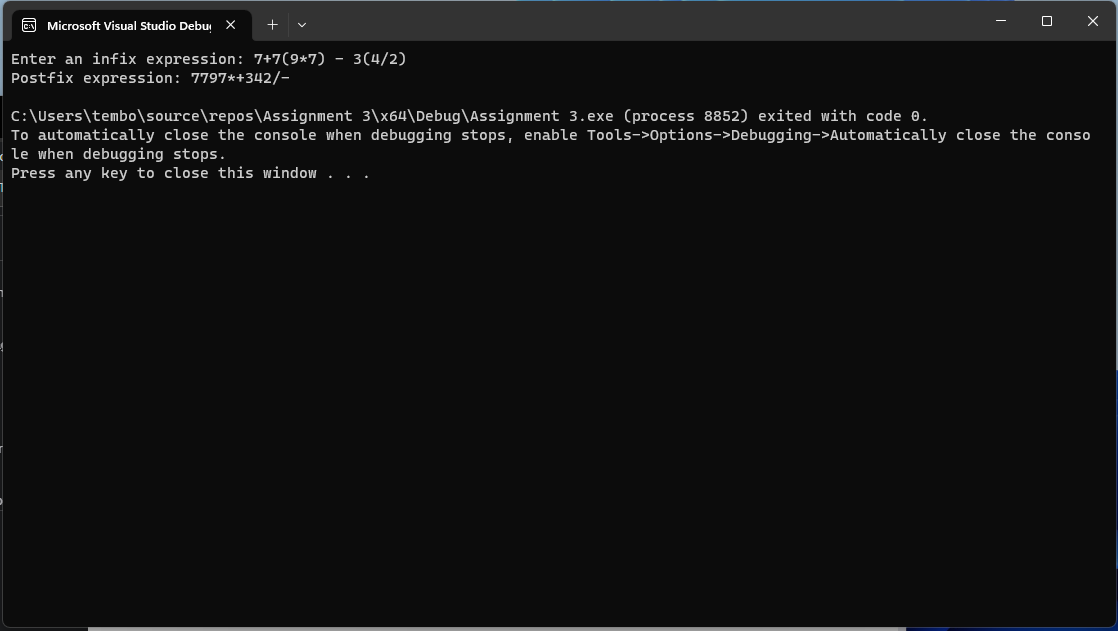 Microsoft Visual Studio Debu
Enter an infix expression: 7+7(9*7) - 3(4/2)
Postfix expression: 7797*+342/-
C:\Users\tembo\source\repos\Assignment 3\x64\Debug\Assignment 3.exe (process 8852) exited with code 0.
To automatically close the console when debugging stops, enable Tools->Options->Debugging->Automatically close the conso
le when debugging stops.
Press any key to close this window . . .